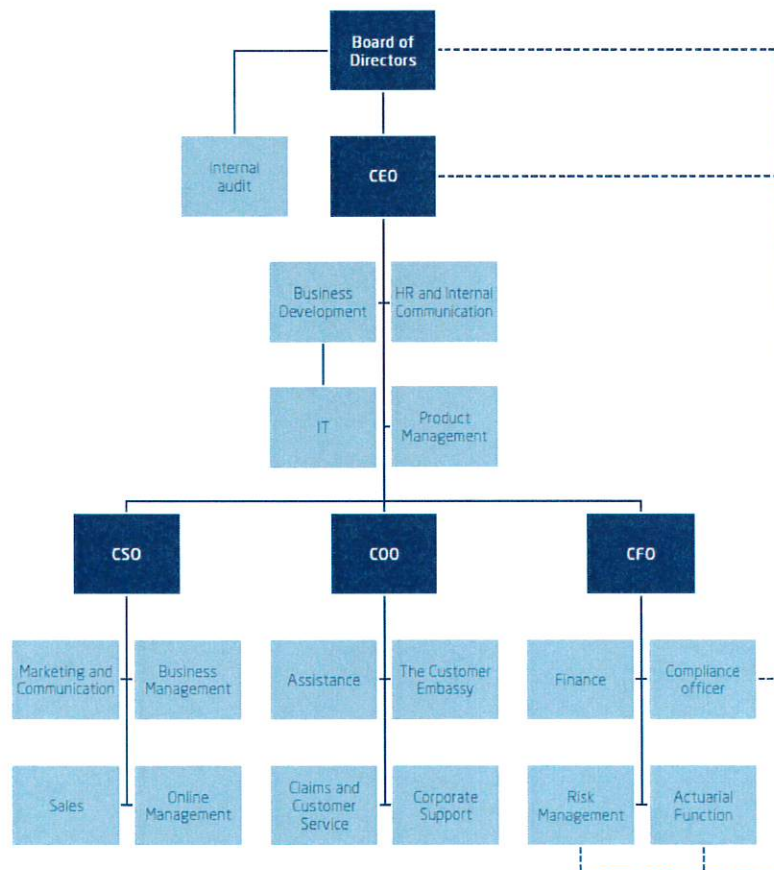 Board of
Directors
Internal
audit
CEO
Business
Development
HR and Internal
Communication
IT
Product
Management
CSO
COO
CFO
Marketing and
Communication
Business
Management
Assistance
The Customer
Embassy
Finance
Compliance
officer
Sales
Online
Management
Claims and
Customer
Service
Corporate
Support
Risk
Management
Actuarial
Function